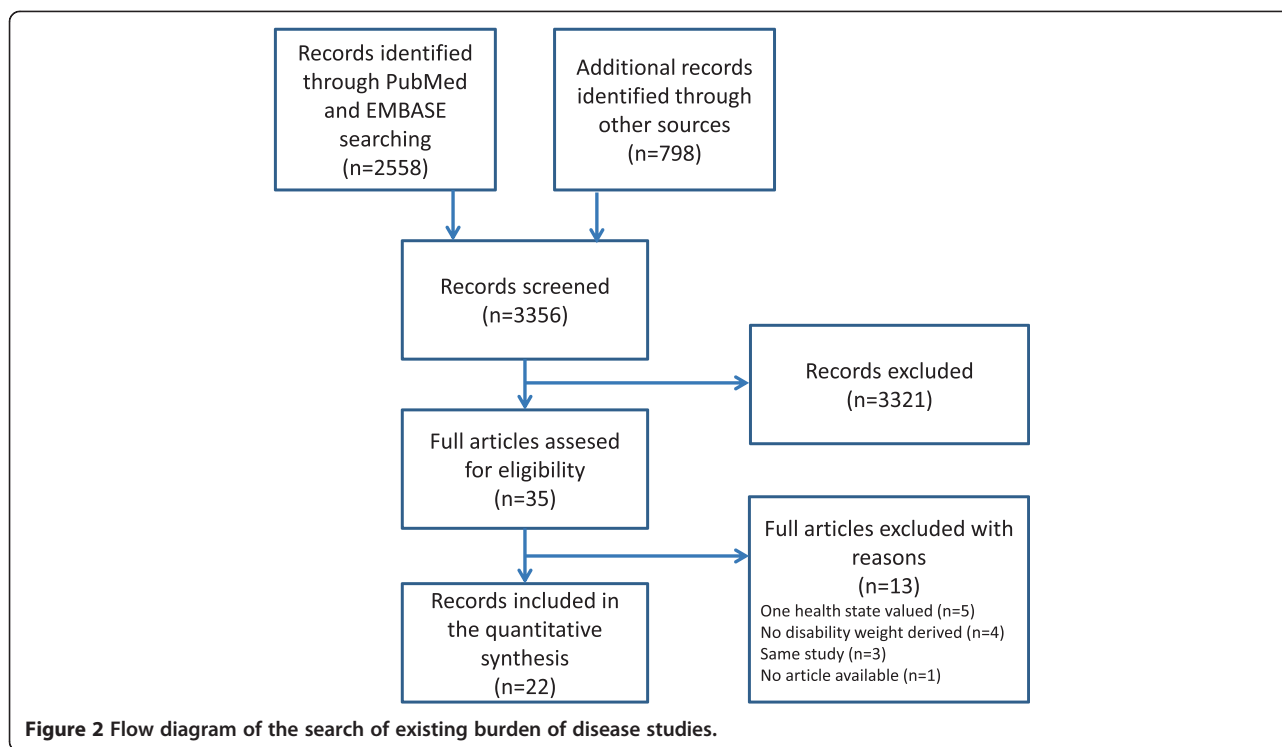 Records identified
through PubMed
and EMBASE
searching
(n=2558)
Additional records
identified through
other sources
(n=798)
Records screened
(n=3356)
Records excluded
(n=3321)
Full articles assesed
for eligibility
(n=35)
Full articles excluded with
reasons
(n=13)
One health state valued (n=5)
No disability weight derived (n=4)
Same study (n=3)
No article available (n=1)
Records included in
the quantitative
synthesis
(n=22)
Figure 2 Flow diagram of the search of existing burden of disease studies.